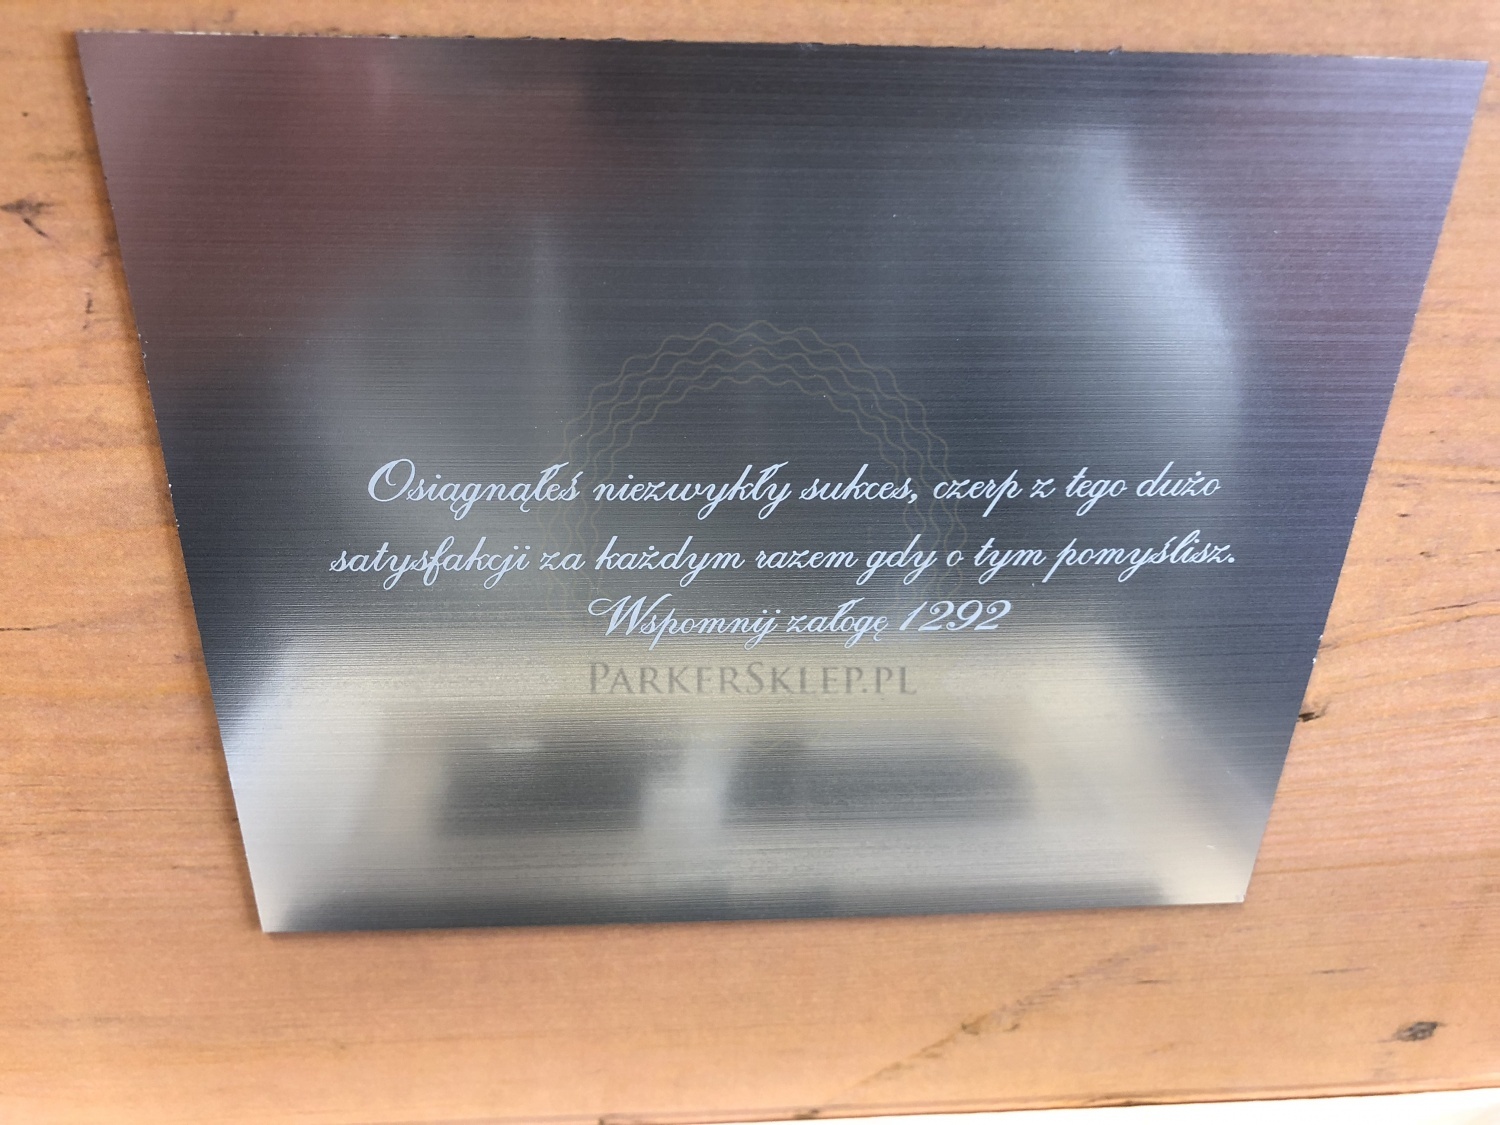 Osiągnąłeś niezwykły sukces, czerp z tego dużo
satysfakcji za każdym razem gdy o tym pomyślisz.
Wspomnij załogę 1292
PARKERSKLEP.PL